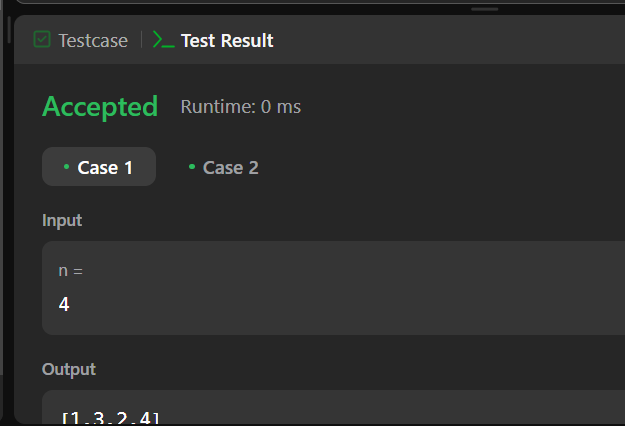 Testcase | >_ Test Result
Accepted Runtime: 0 ms
• Case 1 • Case 2
Input
n =
4
Output
[1,3,2,4]